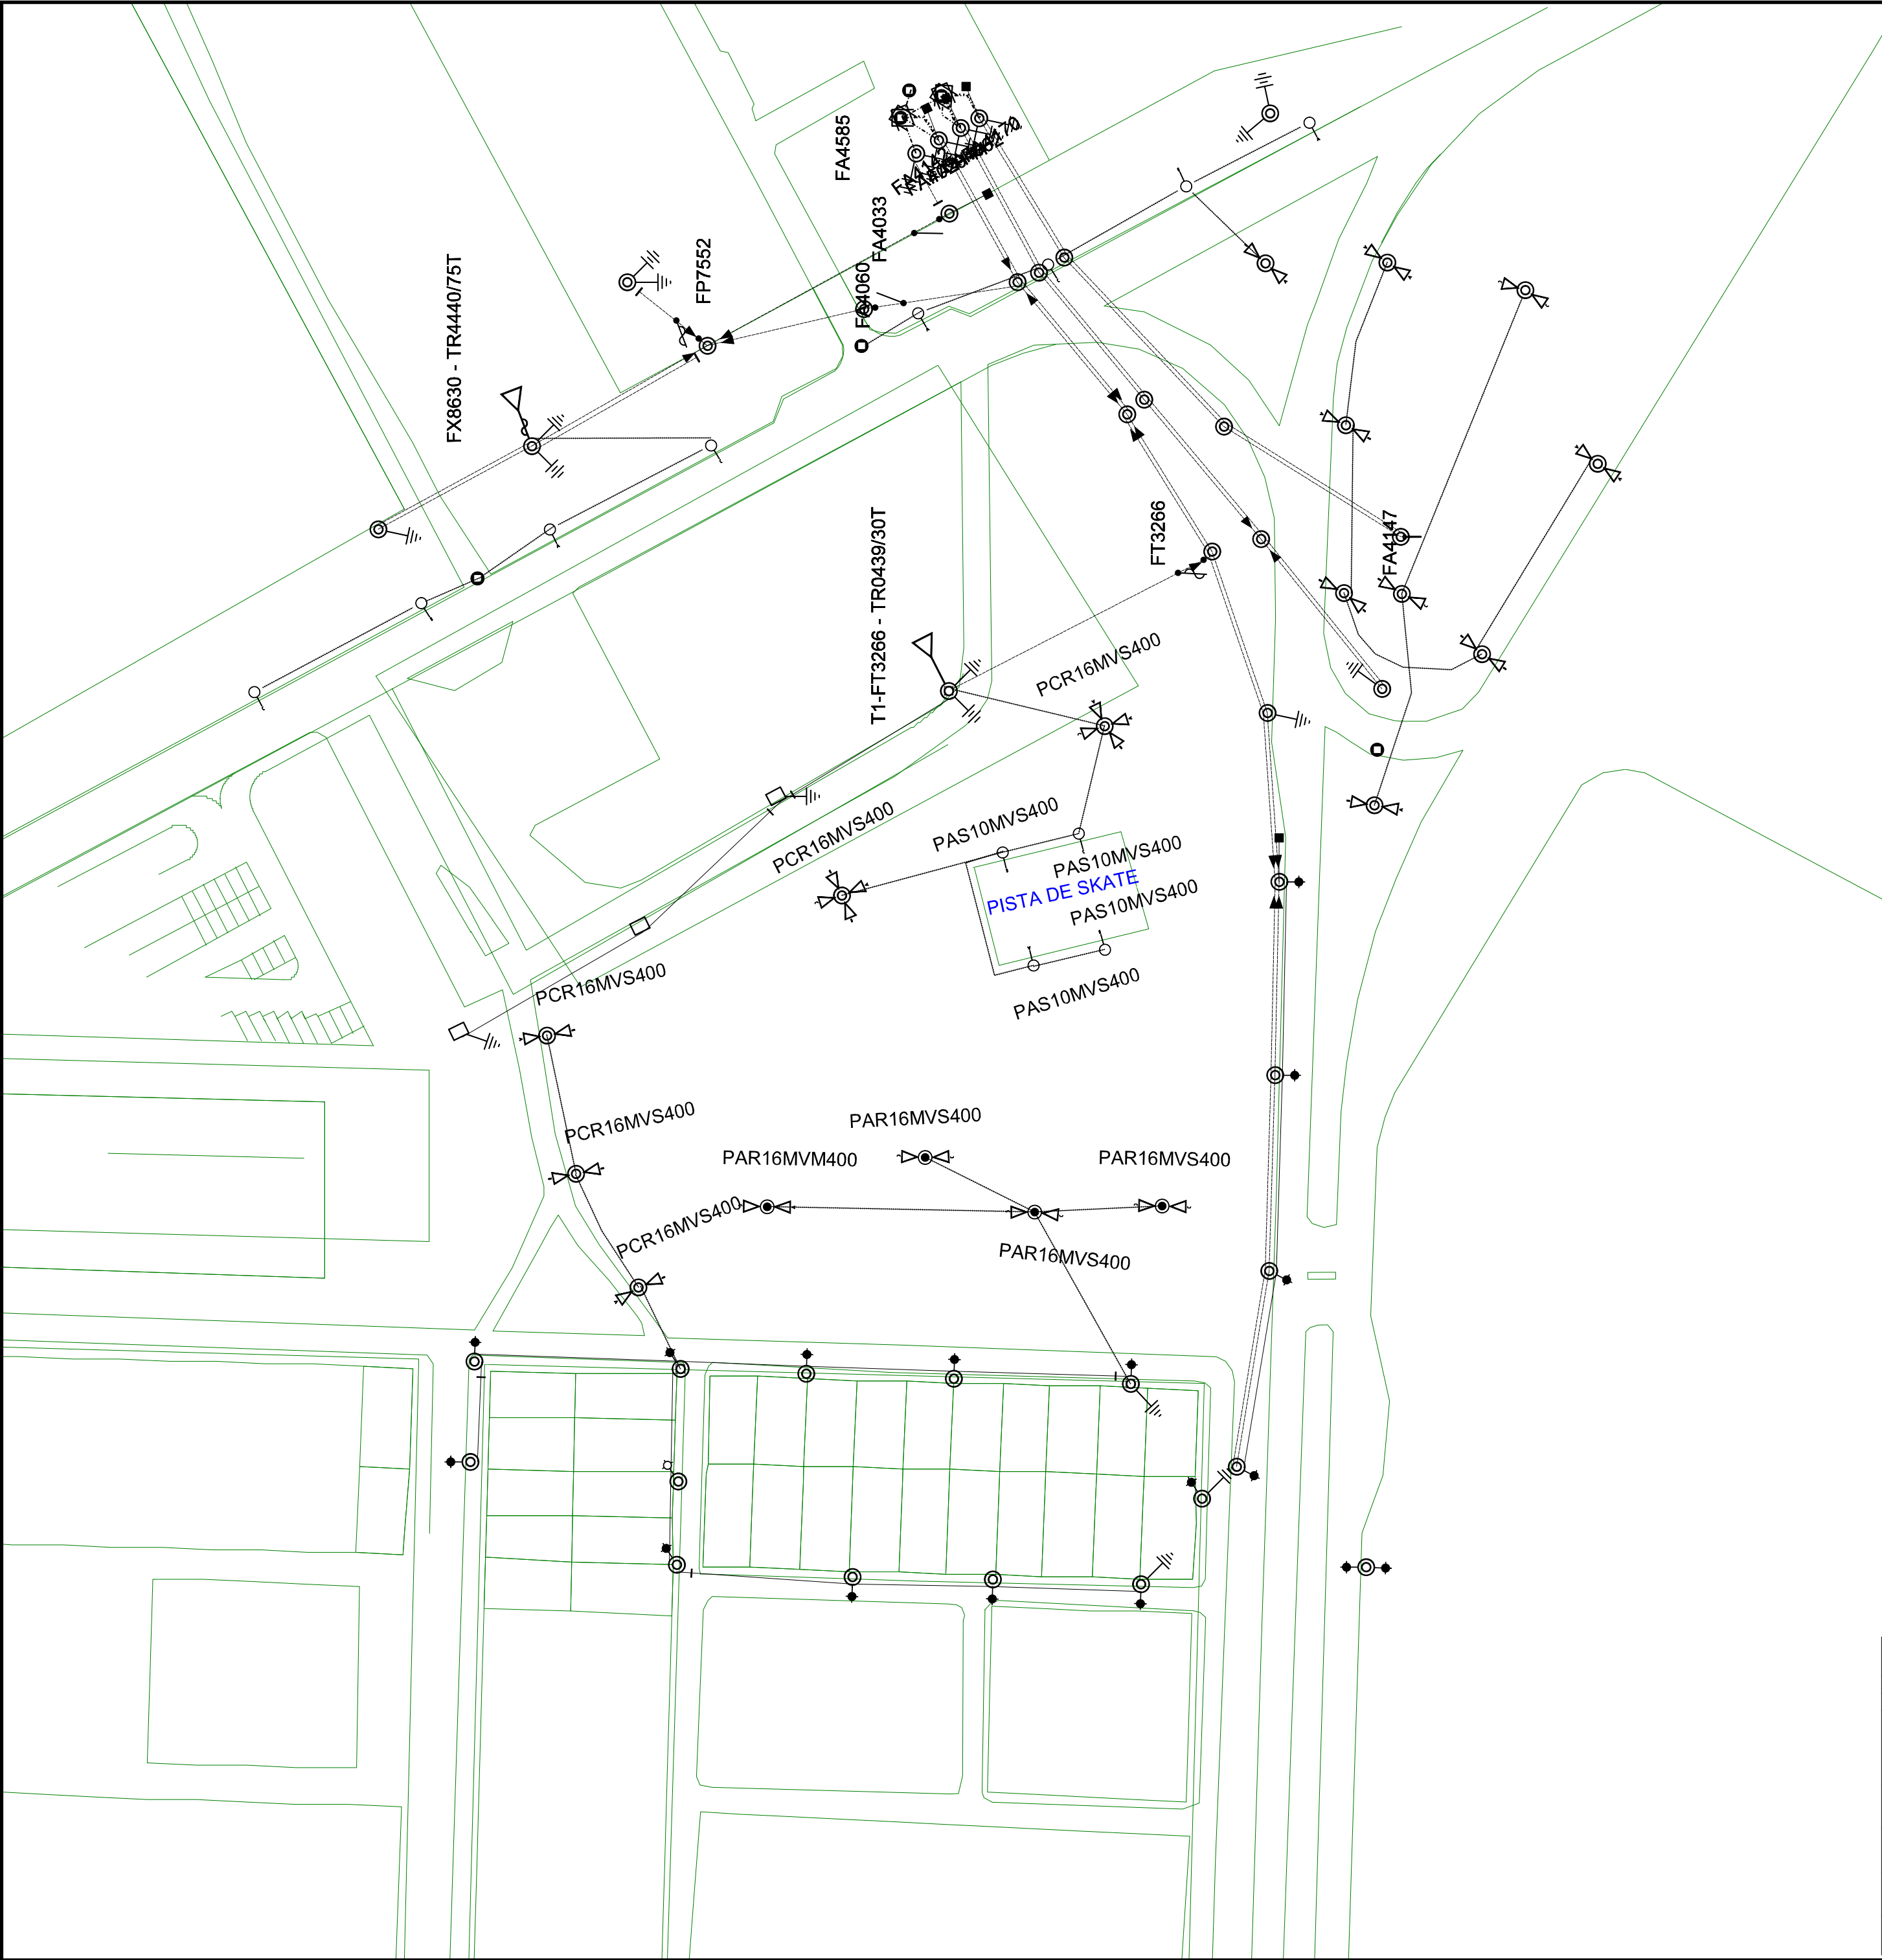 FA4585
FA4033
FP7552
FX8630 - TR4440/75T
FT3266
FA4147
T1-FT3266 - TR0439/30T
PCR16MVS400
PCR16MVS400
PAS10MVS400
PAS10MVS400
PISTA DE SKATE
PAS10MVS400
PAS10MVS400
PCR16MVS400
PCR16MVS400
PAR16MVS400
PAR16MVM400
PAR16MVS400
PCR16MVS400
PAR16MVS400